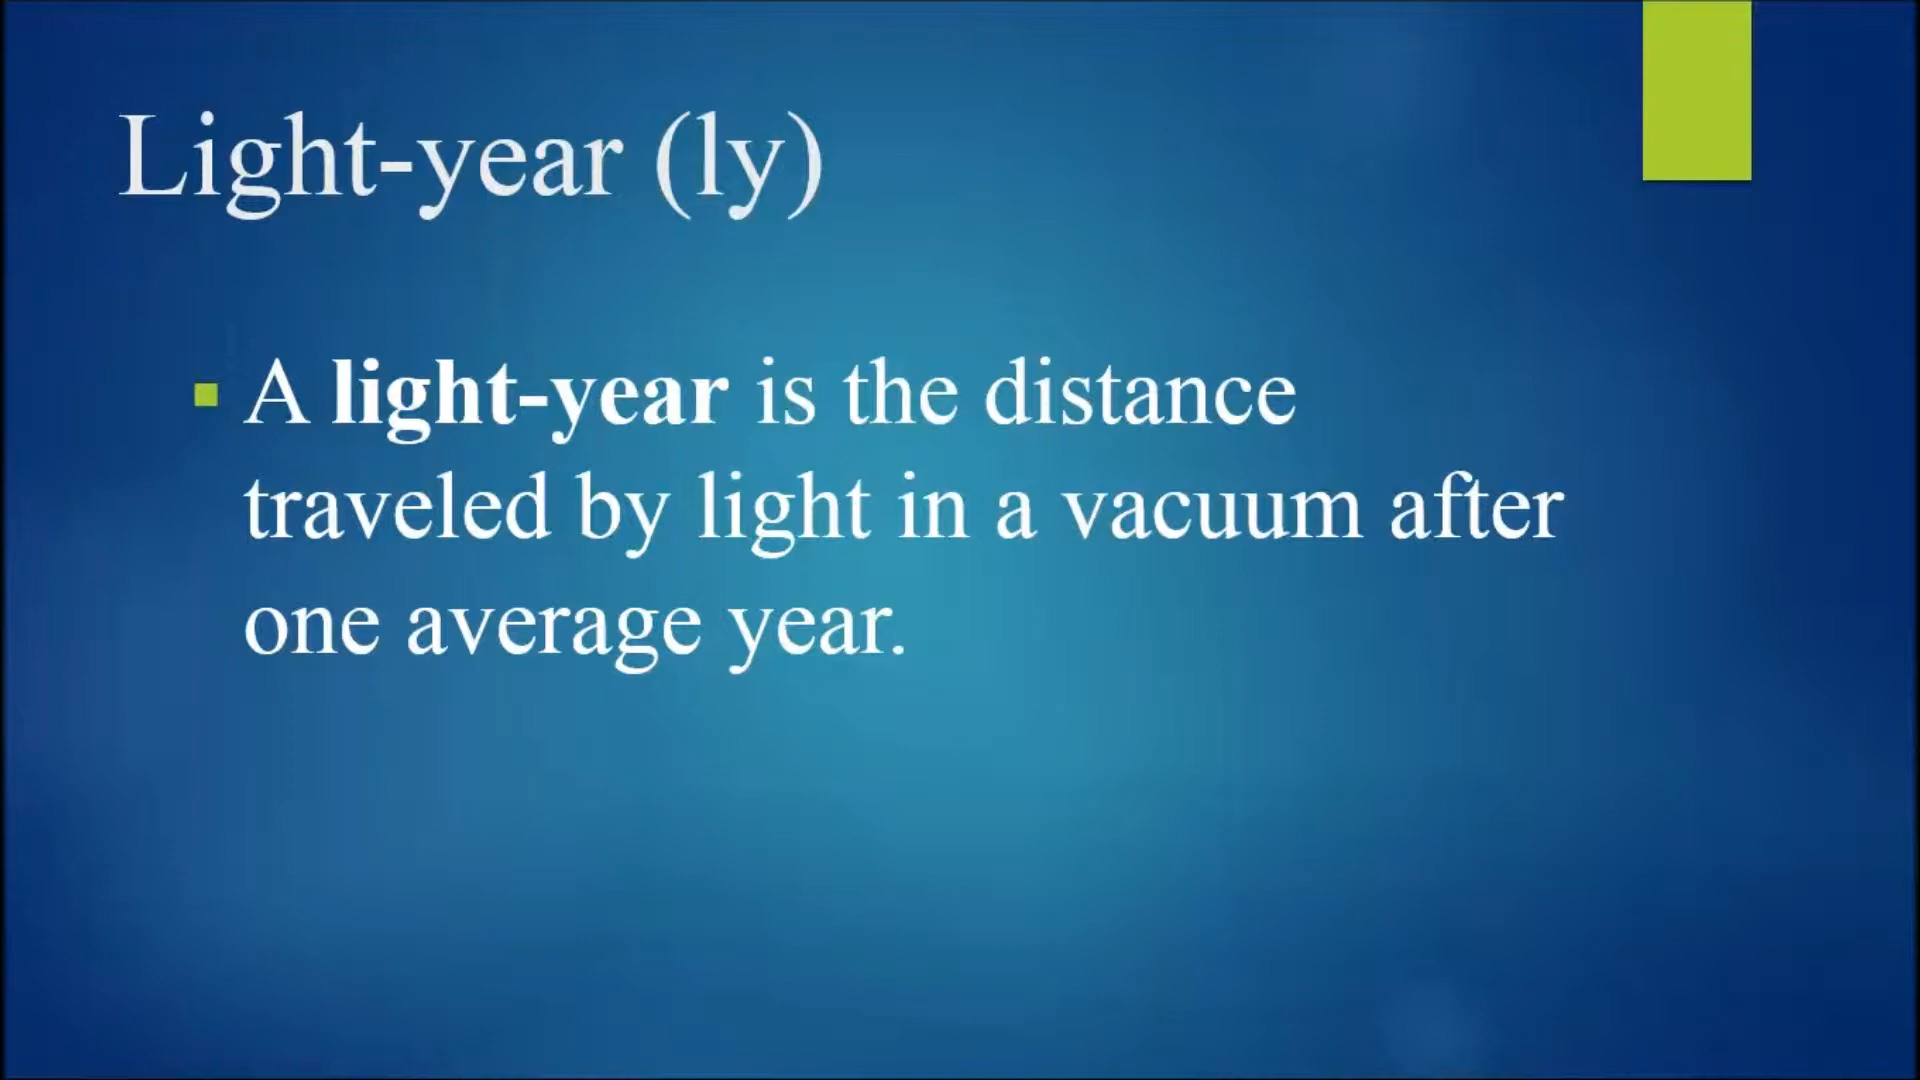 Light-year (ly)
A light-year is the distance
traveled by light in a vacuum after
one average year.